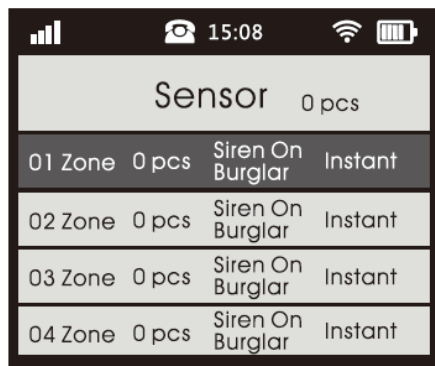 15:08
Sensor 0 pcs
01 Zone 0 pcs Siren On Burglar Instant
02 Zone 0 pcs Siren On Burglar Instant
03 Zone 0 pcs Siren On Burglar Instant
04 Zone 0 pcs Siren On Burglar Instant